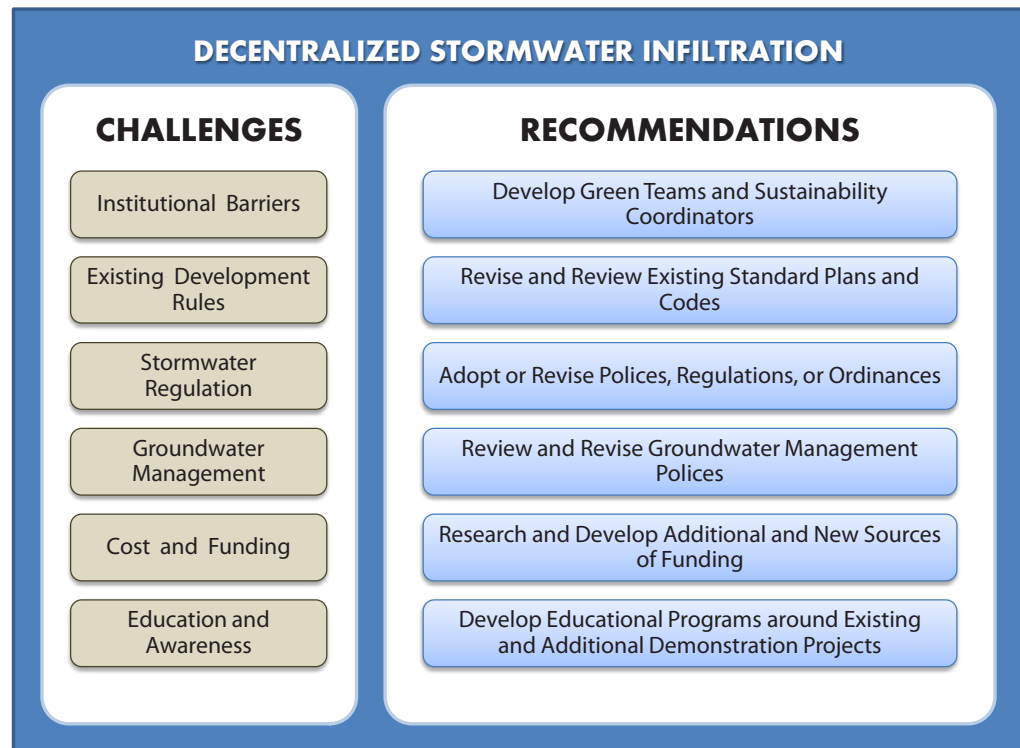 DECENTRALIZED STORMWATER INFILTRATION
CHALLENGES
Institutional Barriers
Existing Development
Rules
Stormwater
Regulation
Groundwater
Management
Cost and Funding
Education and
Awareness
RECOMMENDATIONS
Develop Green Teams and Sustainability
Coordinators
Revise and Review Existing Standard Plans and
Codes
Adopt or Revise Polices, Regulations, or Ordinances
Review and Revise Groundwater Management
Polices
Research and Develop Additional and New Sources
of Funding
Develop Educational Programs around Existing
and Additional Demonstration Projects